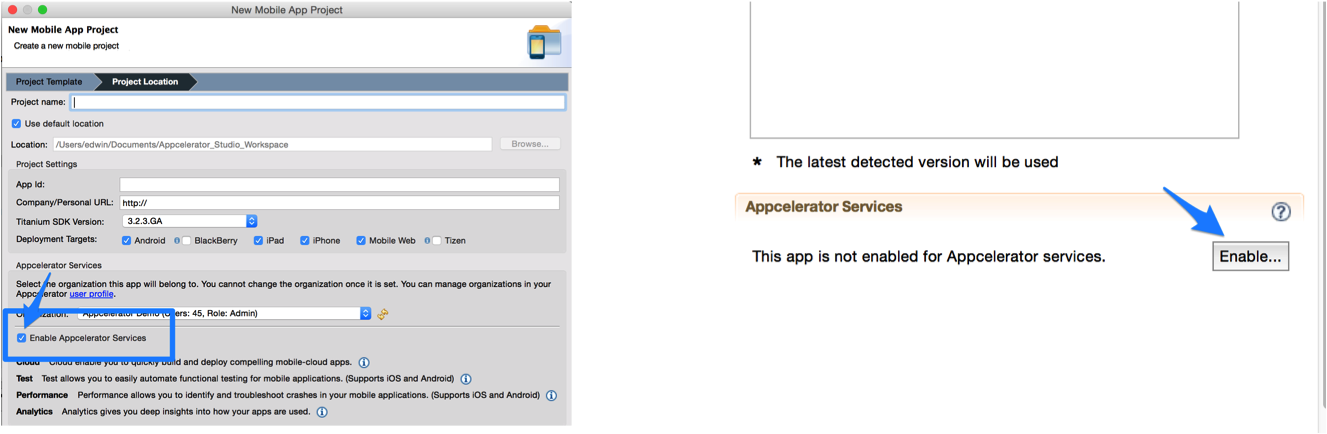 New Mobile App Project
New Mobile App Project
Create a new mobile project
Project Template Project Location
Project name:
Use default location
Location: /Users/edwin/Documents/Appcelerator_Studio_Workspace Browse...
Project Settings
App Id:
Company/Personal URL: http://
Titanium SDK Version: 3.2.3.GA
Deployment Targets: Android BlackBerry iPad iPhone Mobile Web Tizen
Appcelerator Services
Select the organization this app will belong to. You cannot change the organization once it is set. You can manage organizations in your
Appcelerator user profile.
Organization: Appcelerator Demo (Users: 45, Role: Admin)
Enable Appcelerator Services
Cloud Cloud enable you to quickly build and deploy compelling mobile-cloud apps.
Test Test allows you to easily automate functional testing for mobile applications. (Supports iOS and Android)
Performance Performance allows you to identify and troubleshoot crashes in your mobile applications. (Supports iOS and Android)
Analytics Analytics gives you deep insights into how your apps are used.
* The latest detected version will be used
Appcelerator Services ?
This app is not enabled for Appcelerator services. Enable...